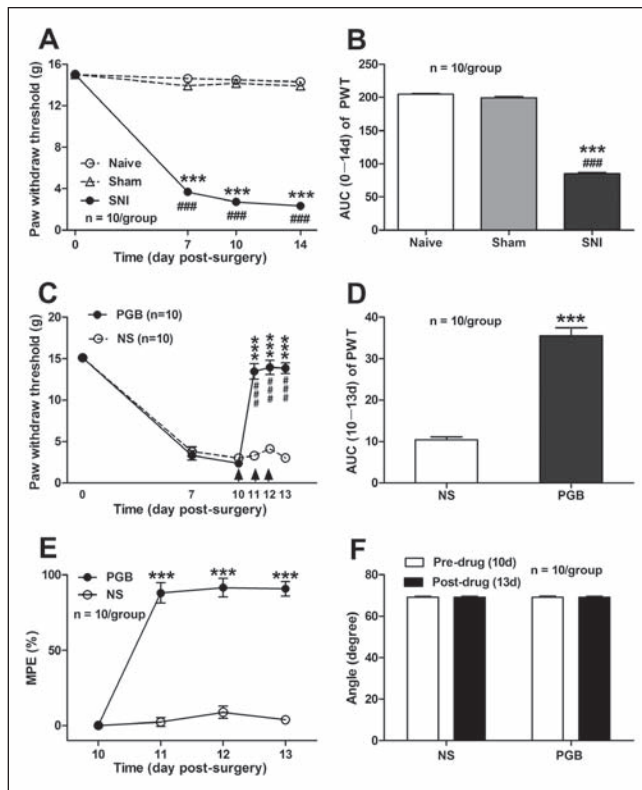 A
Paw withdraw threshold (g)
16
12
8
4
0
Naive
Sham
SNI
n = 10/group
***
***
***
###
###
###
0
7
10
14
Time (day post-surgery)
B
AUC (0—14d) of PWT
250
200
150
100
50
0
n = 10/group
***
###
Naive
Sham
SNI
C
Paw withdraw threshold (g)
20
15
10
5
0
PGB (n=10)
NS (n=10)
***
***
***
###
###
###
0
7
10
11
12
13
Time (day post-surgery)
D
AUC (10—13d) of PWT
40
30
20
10
0
n = 10/group
***
NS
PGB
E
MPE (%)
100
50
0
PGB
NS
n = 10/group
***
***
***
10
11
12
13
Time (day post-surgery)
F
Angle (degree)
80
60
40
20
0
Pre-drug (10d)
Post-drug (13d)
n = 10/group
NS
PGB